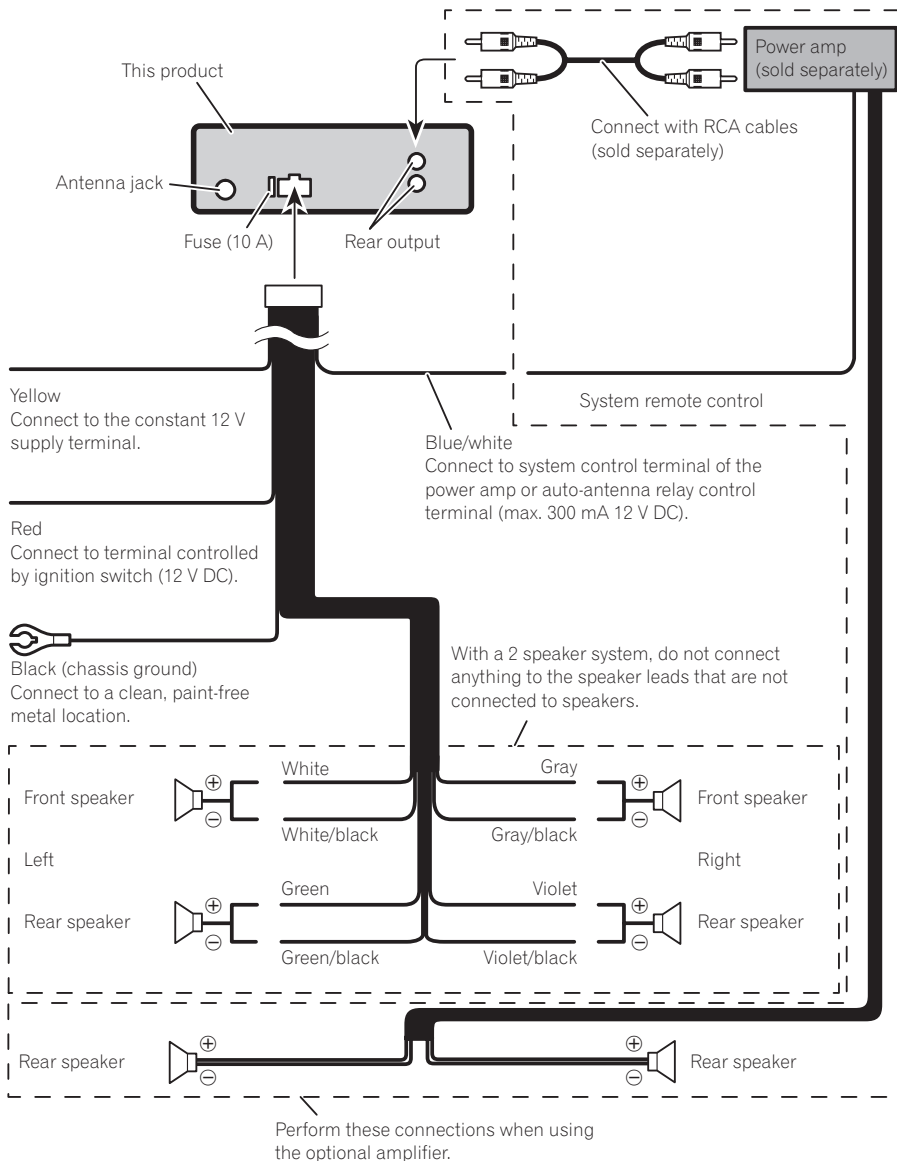 Power amp
(sold separately)
This product
Connect with RCA cables
(sold separately)
Antenna jack
Fuse (10 A)
Rear output
Yellow
Connect to the constant 12 V
supply terminal.
System remote control
Blue/white
Connect to system control terminal of the
power amp or auto-antenna relay control
terminal (max. 300 mA 12 V DC).
Red
Connect to terminal controlled
by ignition switch (12 V DC).
Black (chassis ground)
Connect to a clean, paint-free
metal location.
With a 2 speaker system, do not connect
anything to the speaker leads that are not
connected to speakers.
Front speaker
⊕
⊖
White
White/black
Gray
Gray/black
⊕
⊖
Front speaker
Left
Right
Rear speaker
⊕
⊖
Green
Green/black
Violet
Violet/black
⊕
⊖
Rear speaker
Rear speaker
⊕
⊖
⊕
⊖
Rear speaker
Perform these connections when using
the optional amplifier.